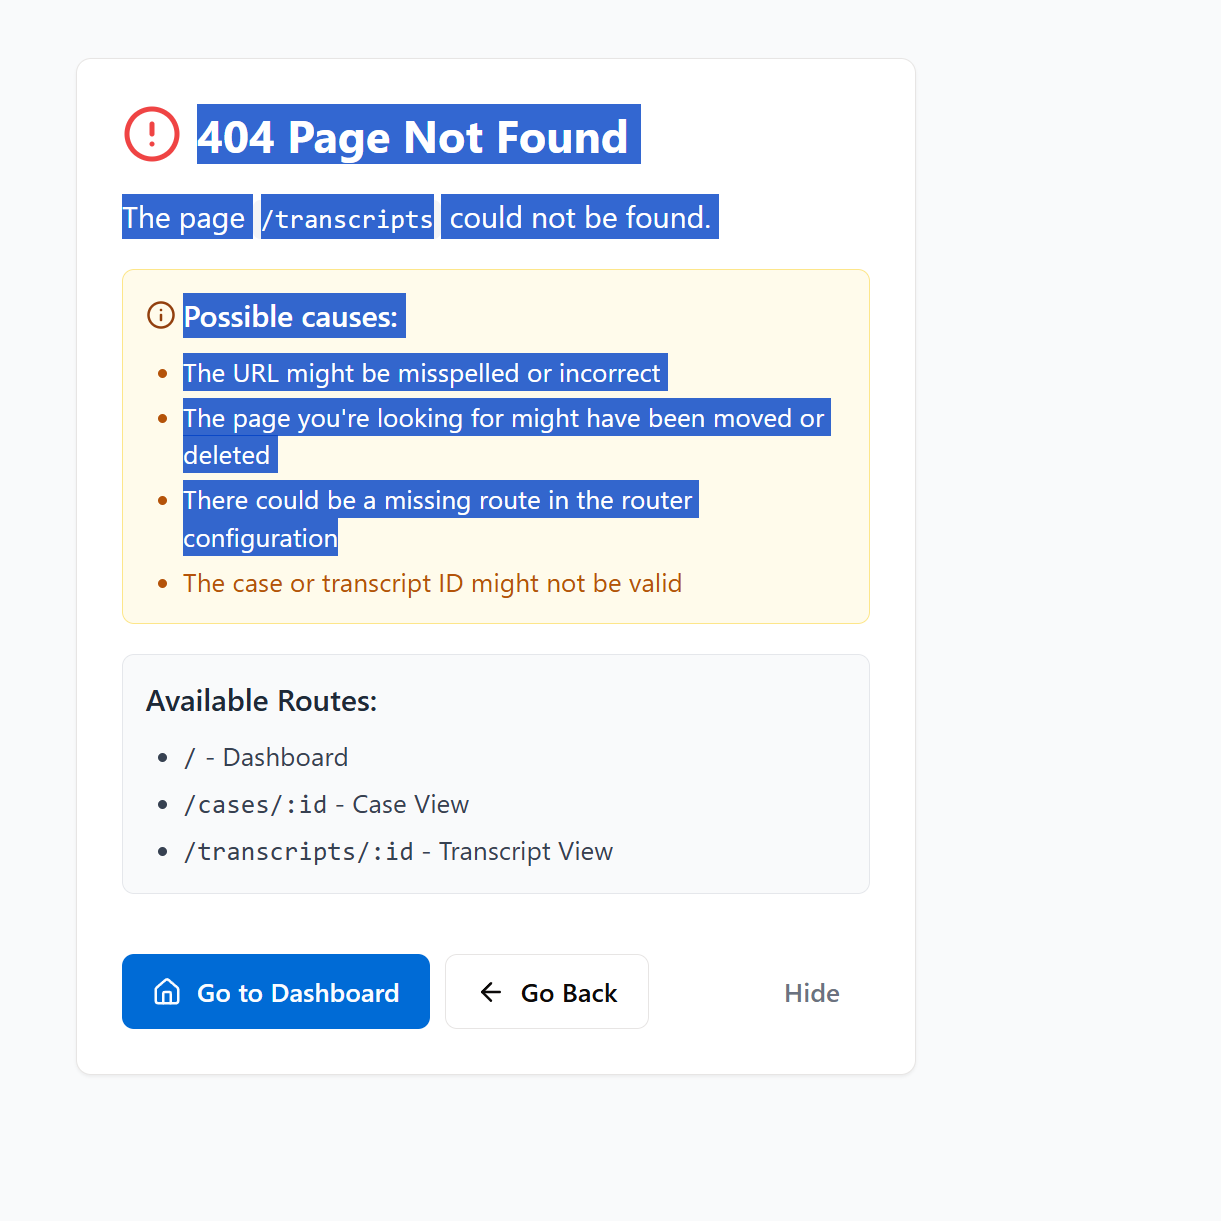 404 Page Not Found
The page /transcripts could not be found.
Possible causes:
The URL might be misspelled or incorrect
The page you're looking for might have been moved or
deleted
There could be a missing route in the router
configuration
The case or transcript ID might not be valid
Available Routes:
/ - Dashboard
/cases/:id - Case View
/transcripts/:id - Transcript View
Go to Dashboard
Go Back
Hide